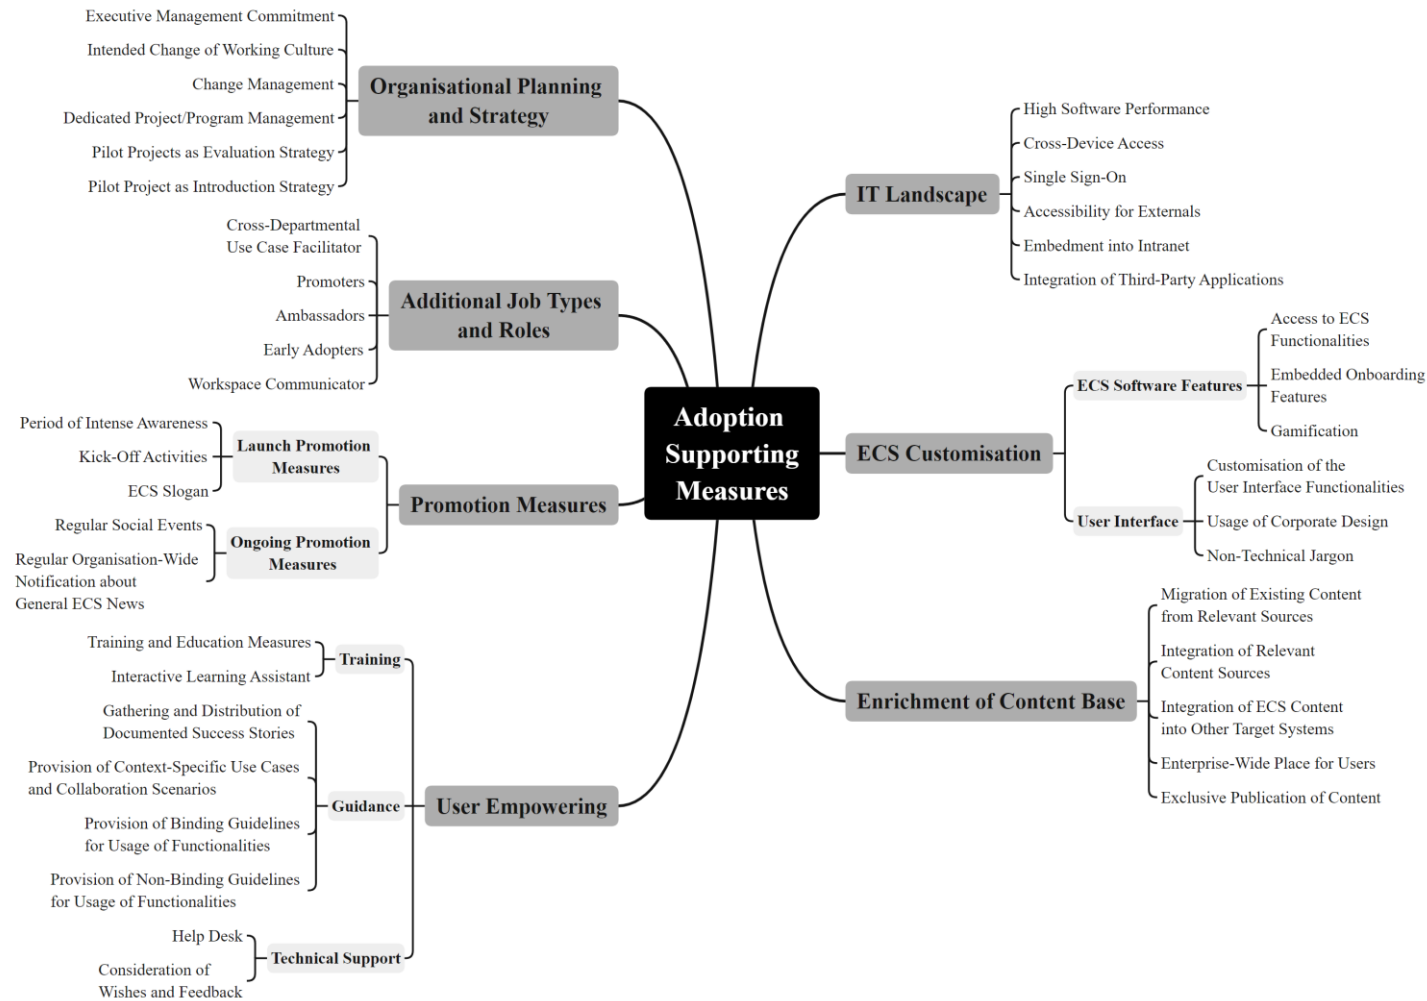 Adoption
Supporting
Measures
Organisational Planning
and Strategy
Executive Management Commitment
Intended Change of Working Culture
Change Management
Dedicated Project/Program Management
Pilot Projects as Evaluation Strategy
Pilot Project as Introduction Strategy
Additional Job Types
and Roles
Cross-Departmental
Use Case Facilitator
Promoters
Ambassadors
Early Adopters
Workspace Communicator
Promotion Measures
Launch Promotion
Measures
Period of Intense Awareness
Kick-Off Activities
ECS Slogan
Ongoing Promotion
Measures
Regular Social Events
Regular Organisation-Wide
Notification about
General ECS News
User Empowering
Training
Training and Education Measures
Interactive Learning Assistant
Guidance
Gathering and Distribution of
Documented Success Stories
Provision of Context-Specific Use Cases
and Collaboration Scenarios
Provision of Binding Guidelines
for Usage of Functionalities
Provision of Non-Binding Guidelines
for Usage of Functionalities
Technical Support
Help Desk
Consideration of
Wishes and Feedback
IT Landscape
High Software Performance
Cross-Device Access
Single Sign-On
Accessibility for Externals
Embedment into Intranet
Integration of Third-Party Applications
ECS Customisation
ECS Software Features
Access to ECS
Functionalities
Embedded Onboarding
Features
Gamification
User Interface
Customisation of the
User Interface Functionalities
Usage of Corporate Design
Non-Technical Jargon
Enrichment of Content Base
Migration of Existing Content
from Relevant Sources
Integration of Relevant
Content Sources
Integration of ECS Content
into Other Target Systems
Enterprise-Wide Place for Users
Exclusive Publication of Content